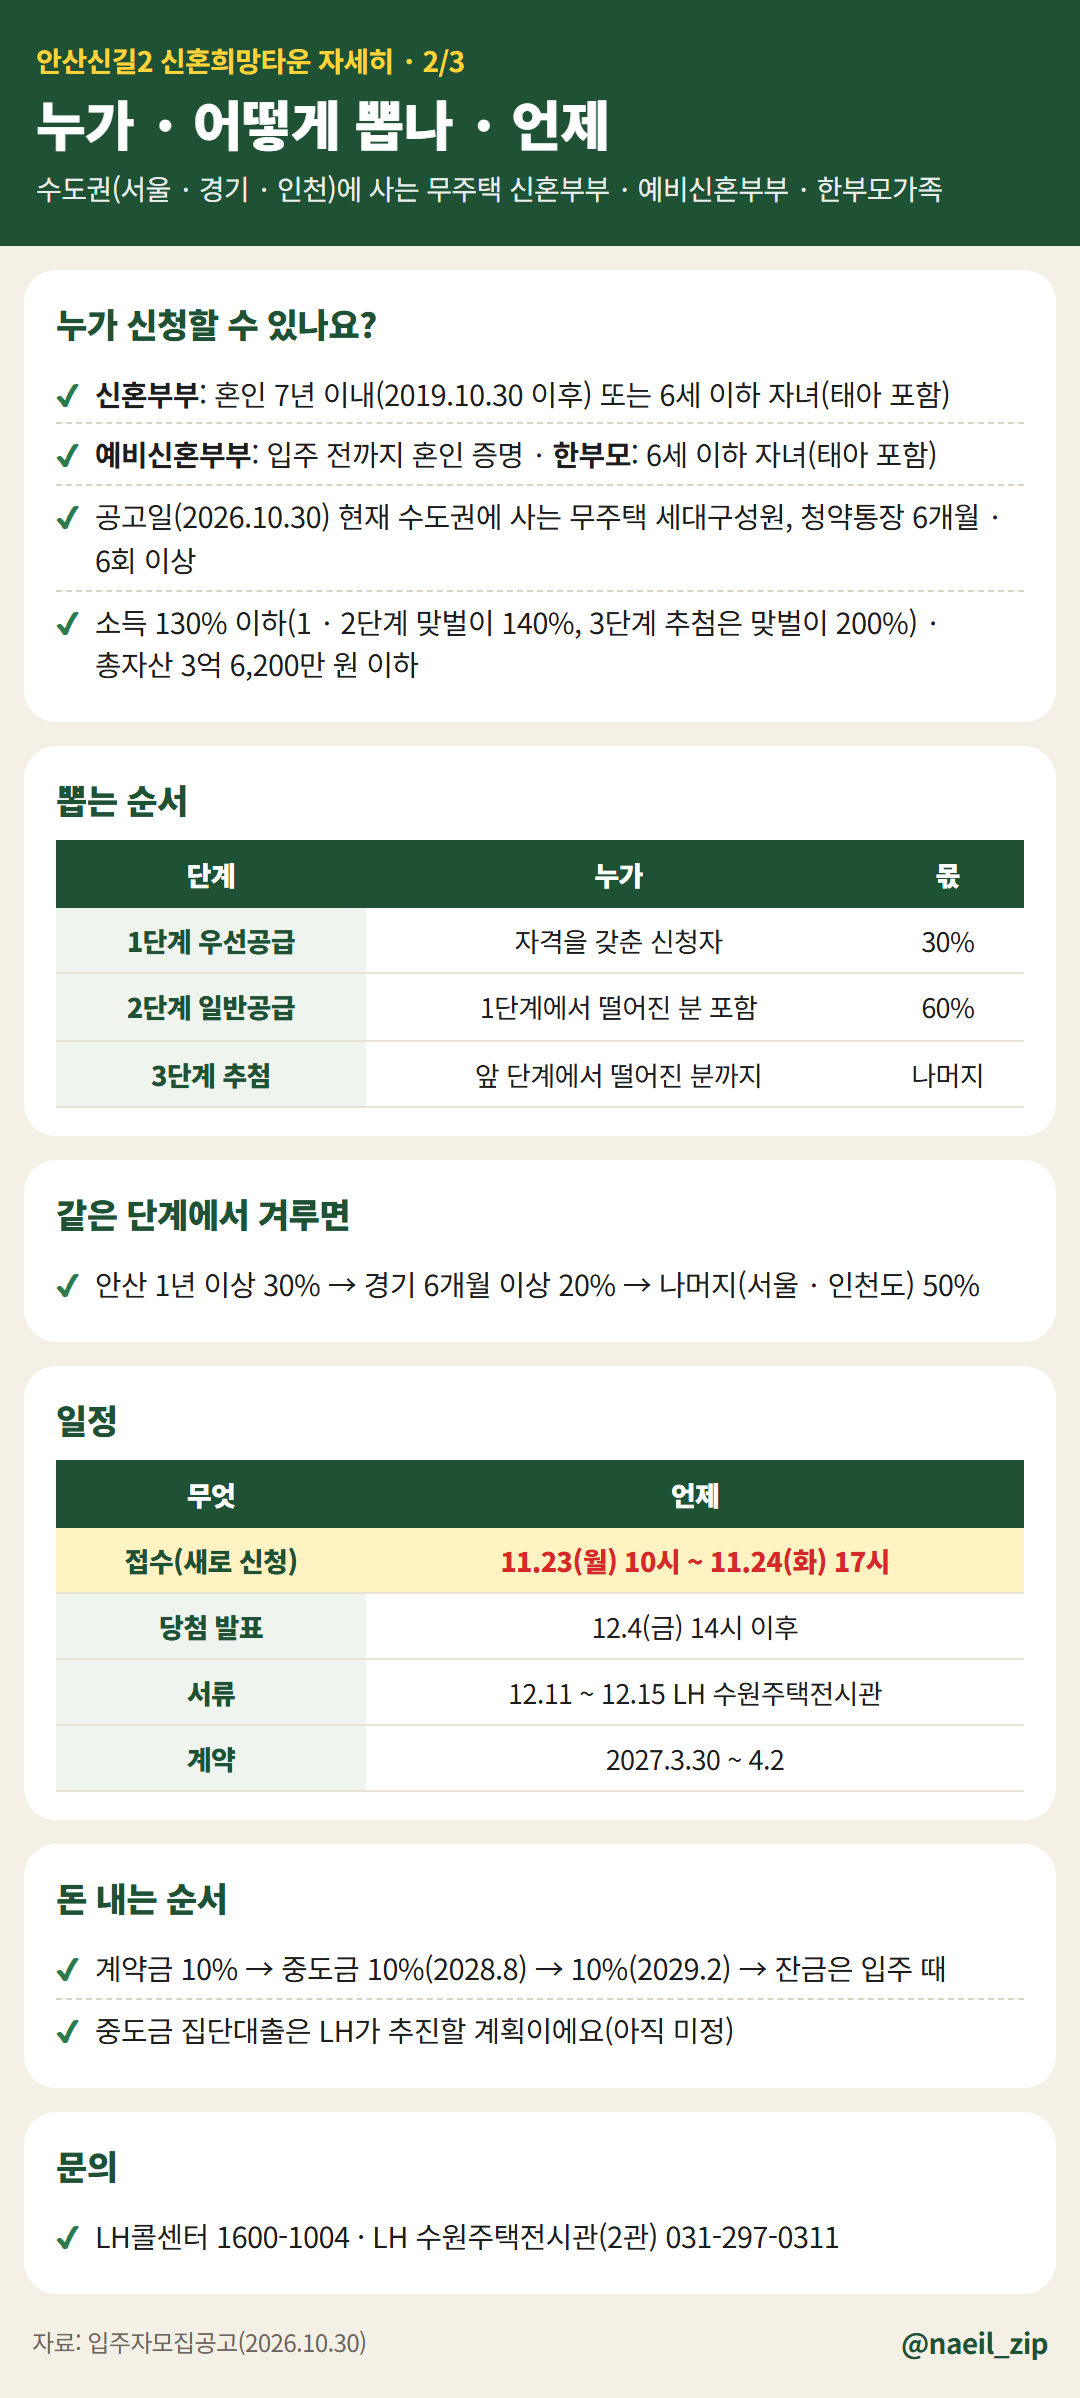 안산신길2 신혼희망타운 자세히 · 2/3
누가 · 어떻게 뽑나 · 언제
수도권(서울 · 경기 · 인천)에 사는 무주택 신혼부부 · 예비신혼부부 · 한부모가족
누가 신청할 수 있나요?
✔ 신혼부부: 혼인 7년 이내(2019.10.30 이후) 또는 6세 이하 자녀(태아 포함)
✔ 예비신혼부부: 입주 전까지 혼인 증명 · 한부모: 6세 이하 자녀(태아 포함)
✔ 공고일(2026.10.30) 현재 수도권에 사는 무주택 세대구성원, 청약통장 6개월 ·
6회 이상
✔ 소득 130% 이하(1 · 2단계 맞벌이 140%, 3단계 추첨은 맞벌이 200%) ·
총자산 3억 6,200만 원 이하
뽑는 순서
단계 누가 몫
1단계 우선공급 자격을 갖춘 신청자 30%
2단계 일반공급 1단계에서 떨어진 분 포함 60%
3단계 추첨 앞 단계에서 떨어진 분까지 나머지
같은 단계에서 겨루면
✔ 안산 1년 이상 30% → 경기 6개월 이상 20% → 나머지(서울 · 인천도) 50%
일정
무엇 언제
접수(새로 신청) 11.23(월) 10시 ~ 11.24(화) 17시
당첨 발표 12.4(금) 14시 이후
서류 12.11 ~ 12.15 LH 수원주택전시관
계약 2027.3.30 ~ 4.2
돈 내는 순서
✔ 계약금 10% → 중도금 10%(2028.8) → 10%(2029.2) → 잔금은 입주 때
✔ 중도금 집단대출은 LH가 추진할 계획이에요(아직 미정)
문의
✔ LH콜센터 1600-1004 · LH 수원주택전시관(2관) 031-297-0311
자료: 입주자모집공고(2026.10.30)
@naeil_zip